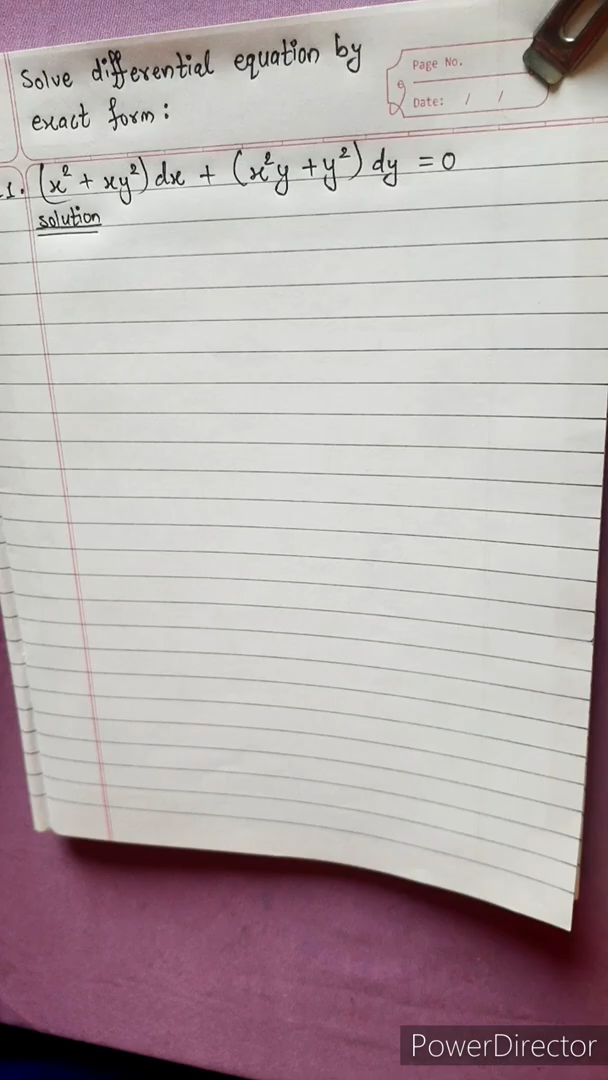 Solve differential equation by
exact form:
Page No.
Date: / /
1. (x² + xy²) dx + (x²y + y²) dy = 0
solution
PowerDirector